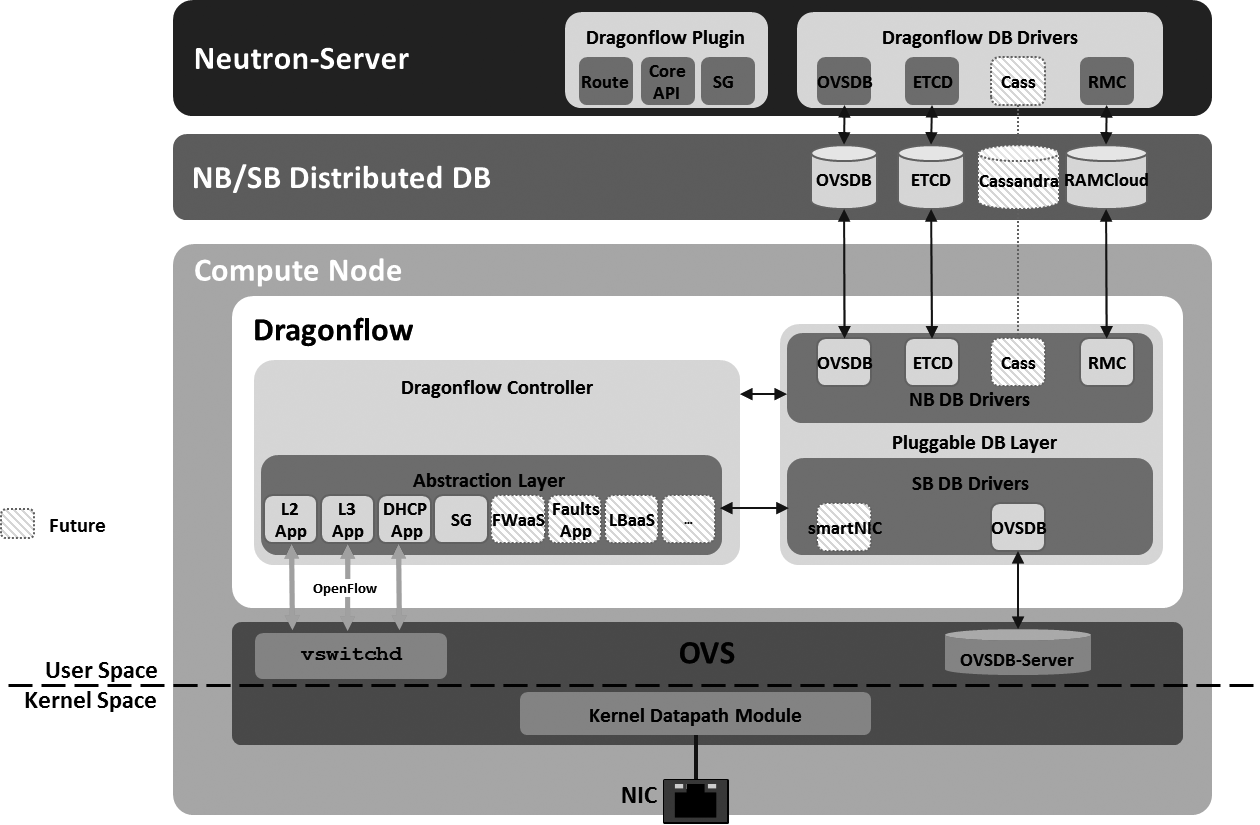 Neutron-Server
Dragonflow Plugin
Route
Core
API
SG
Dragonflow DB Drivers
OVSDB
ETCD
Cass
RMC
NB/SB Distributed DB
OVSDB
ETCD
Cassandra
RAMCloud
Compute Node
Dragonflow
Dragonflow Controller
Abstraction Layer
L2
App
L3
App
DHCP
App
SG
FWaaS
Faults
App
LBaaS
...
OVSDB
ETCD
Cass
RMC
NB DB Drivers
Pluggable DB Layer
SB DB Drivers
smartNIC
OVSDB
Future
OpenFlow
vswitchd
OVS
OVSDB-Server
User Space
Kernel Space
Kernel Datapath Module
NIC